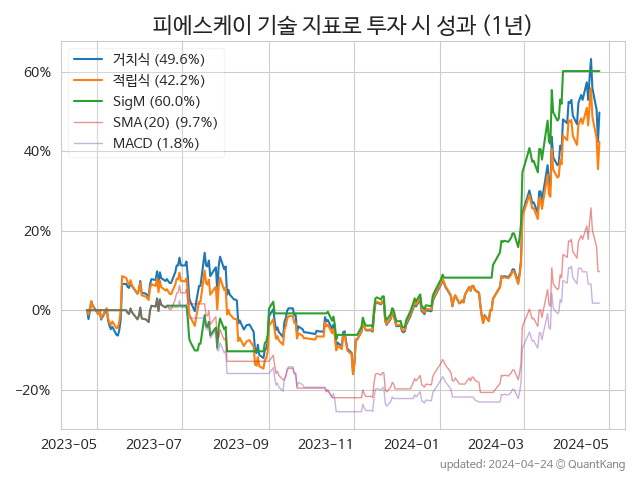 피에스케이 기술 지표로 투자 시 성과 (1년)
거치식 (49.6%)
적립식 (42.2%)
SigM (60.0%)
SMA(20) (9.7%)
MACD (1.8%)
60%
40%
20%
0%
−20%
2023-05 2023-07 2023-09 2023-11 2024-01 2024-03 2024-05
updated: 2024-04-24 © QuantKang